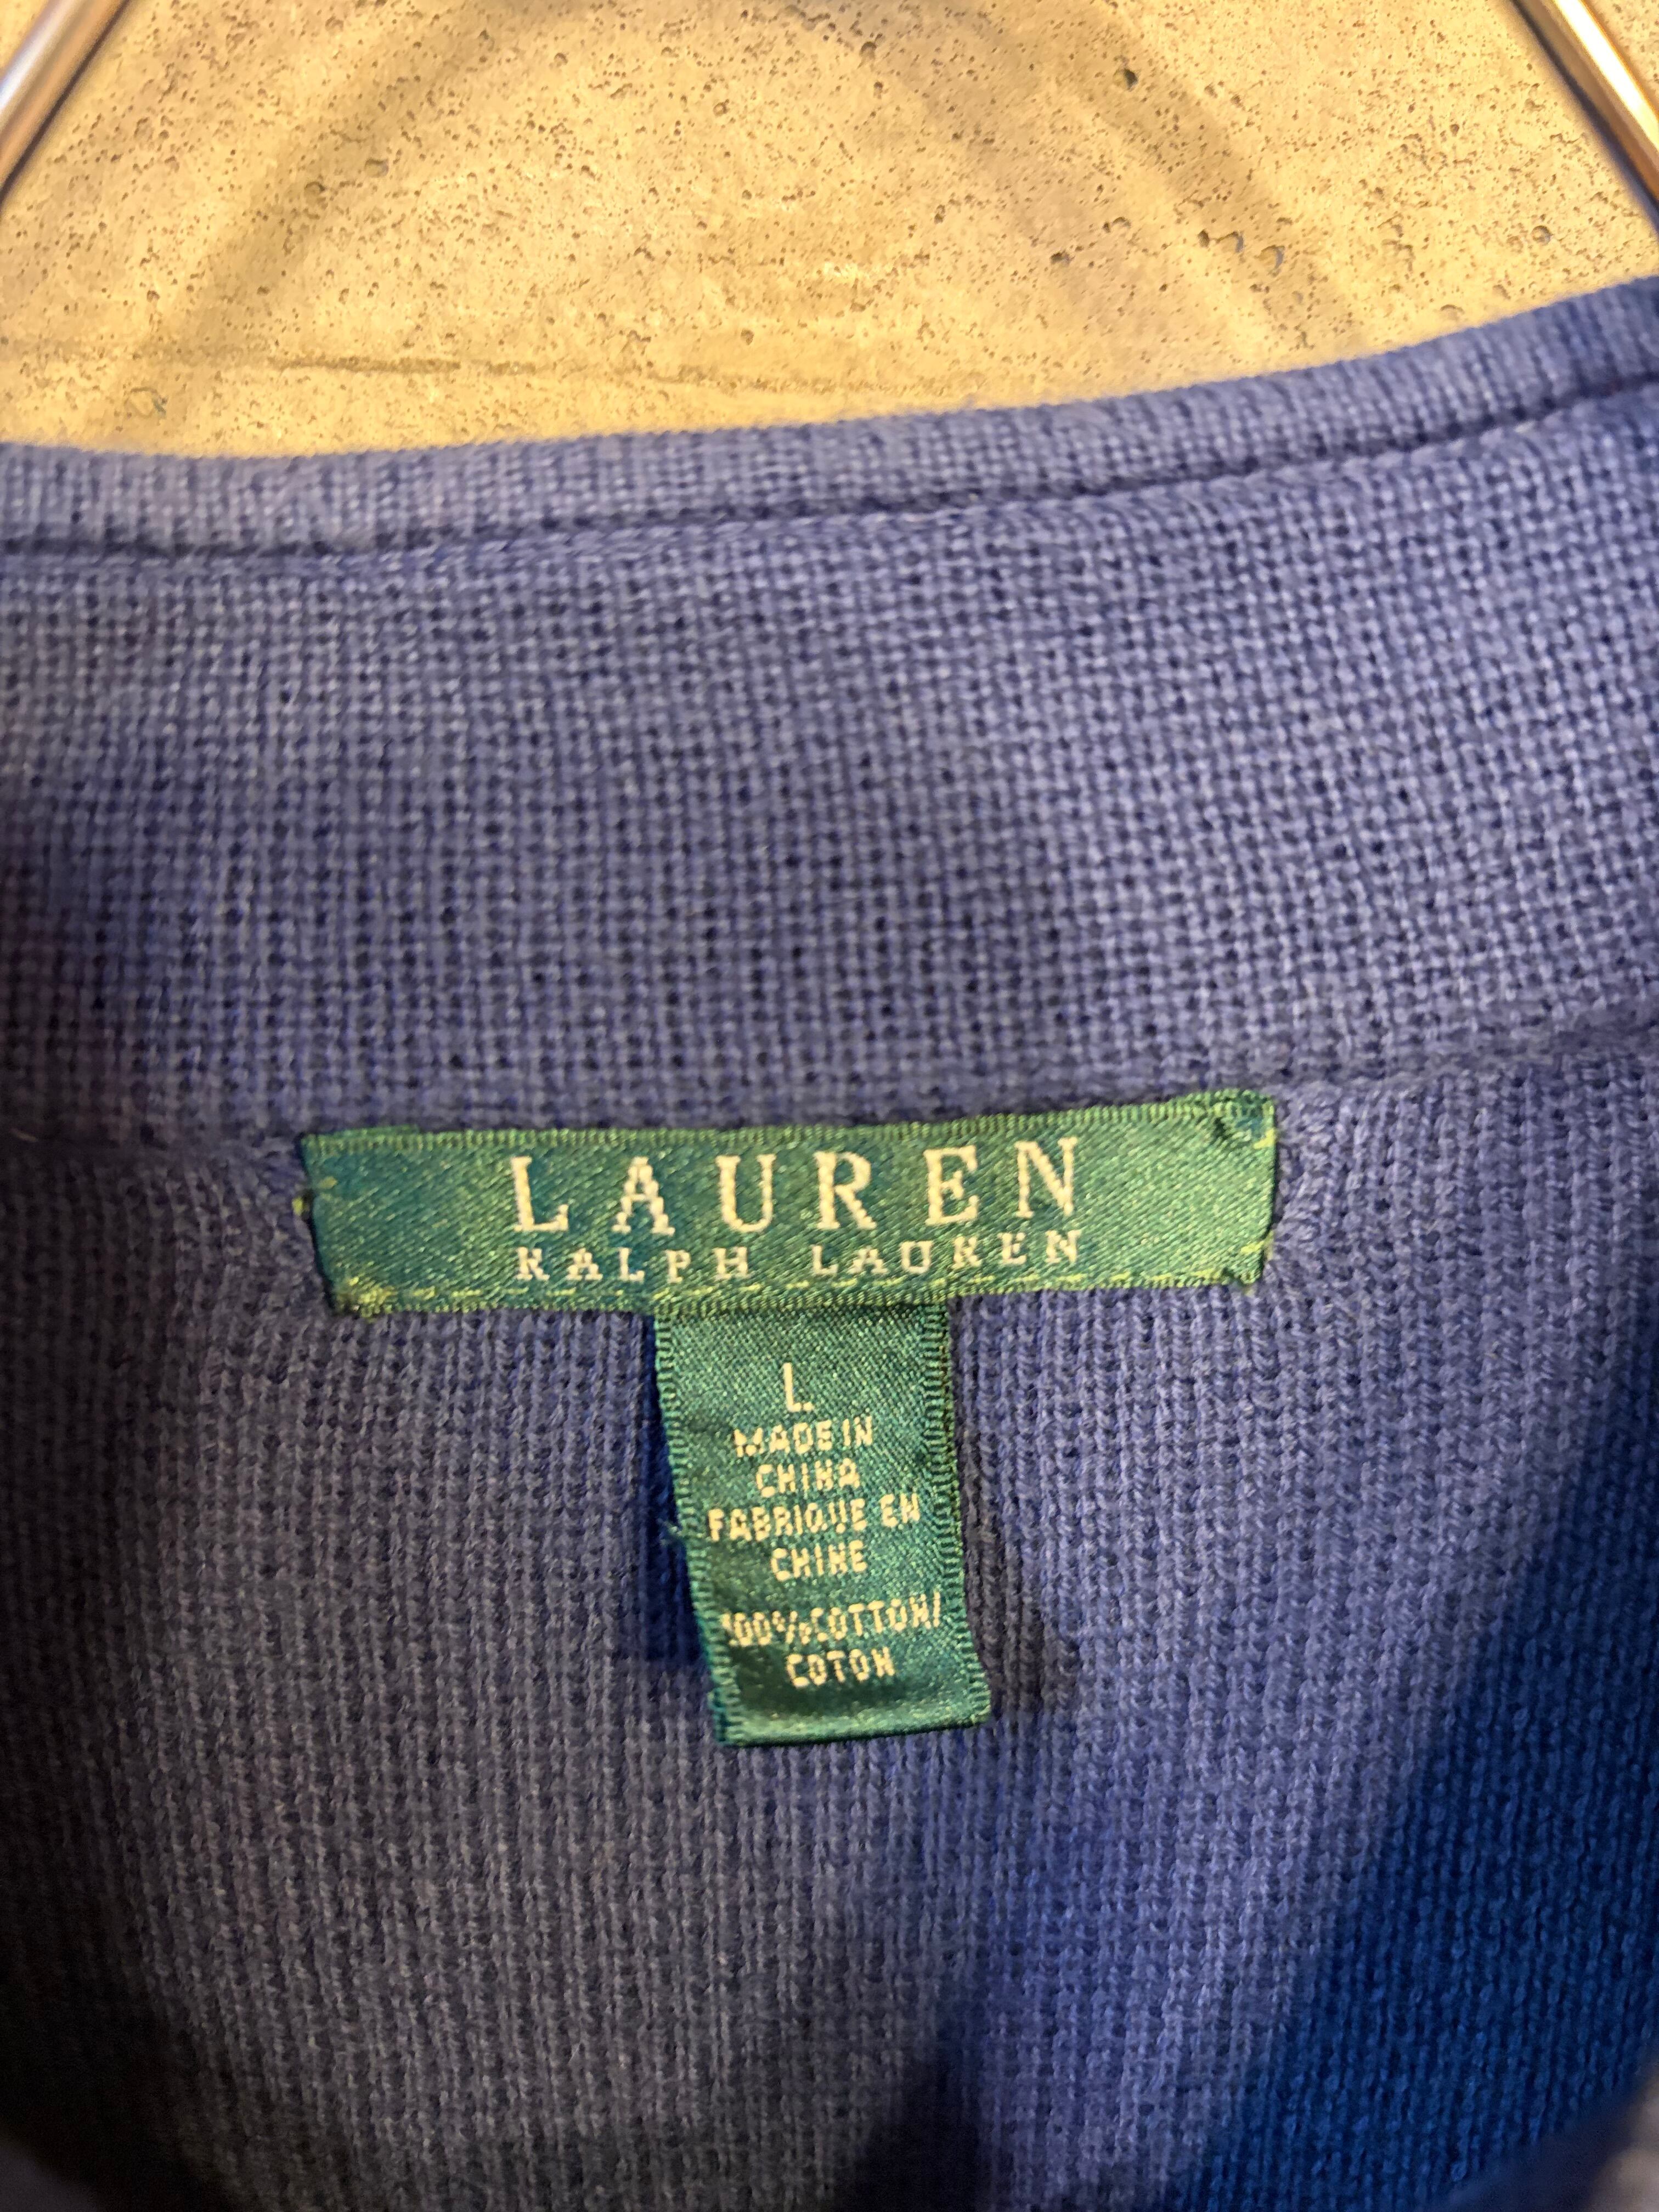 LAUREN
RALPH LAUREN
L
MADE IN
CHINA
FABRIQUE EN
CHINE
100%COTTON/
COTON